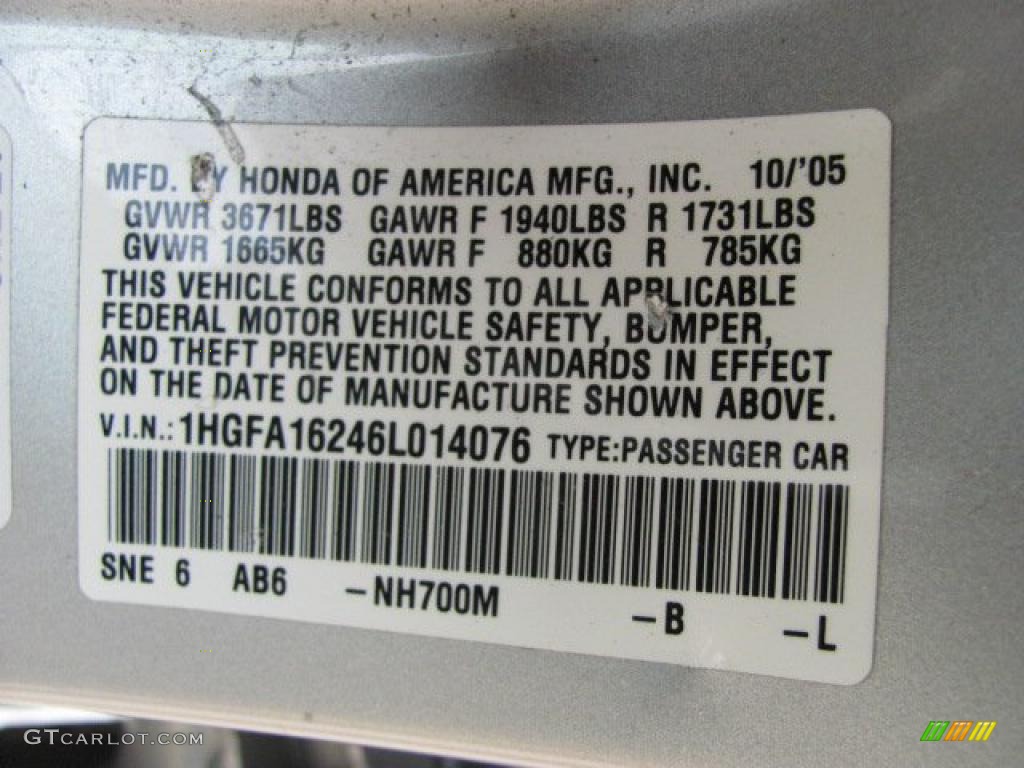 MFD. BY HONDA OF AMERICA MFG., INC. 10/'05
GVWR 3671LBS GAWR F 1940LBS R 1731LBS
GVWR 1665KG GAWR F 880KG R 785KG
THIS VEHICLE CONFORMS TO ALL APPLICABLE
FEDERAL MOTOR VEHICLE SAFETY, BUMPER,
AND THEFT PREVENTION STANDARDS IN EFFECT
ON THE DATE OF MANUFACTURE SHOWN ABOVE.
V.I.N.: 1HGFA16246L014076 TYPE:PASSENGER CAR
SNE 6 AB6 -NH700M -B -L
GTCARLOT.COM